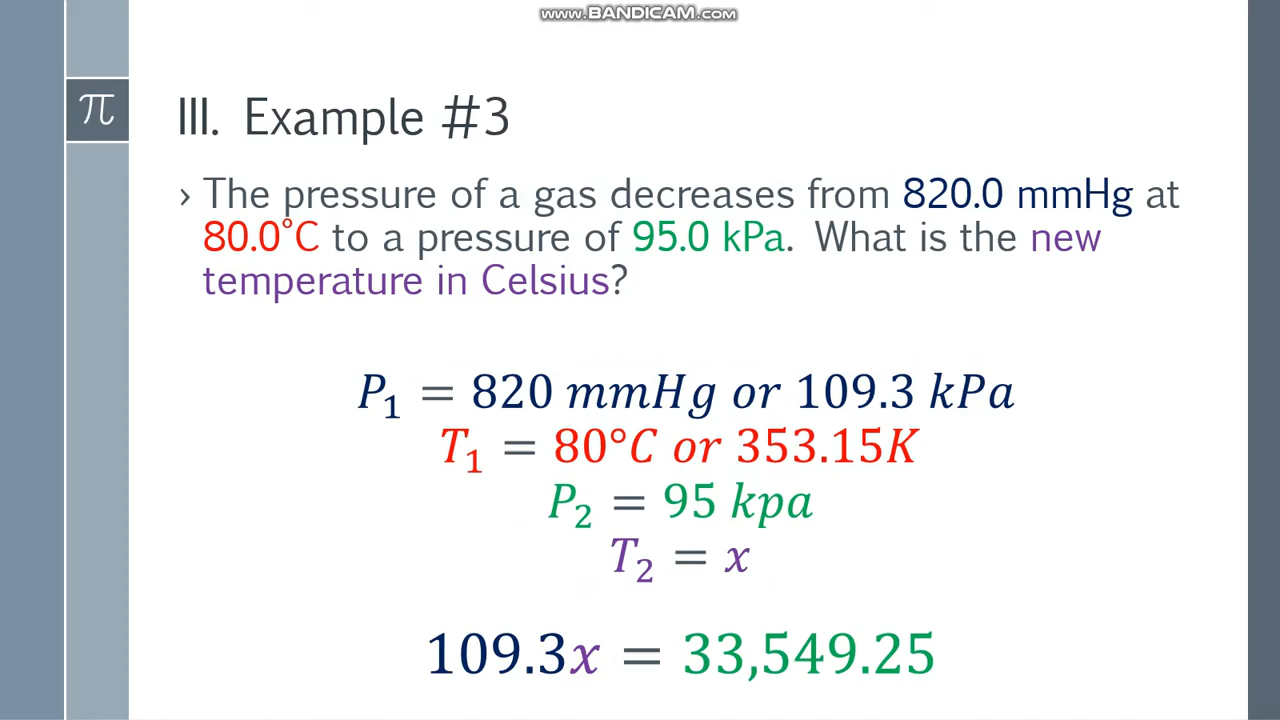 www.BANDICAM.com
π
III. Example #3
› The pressure of a gas decreases from 820.0 mmHg at
80.0°C to a pressure of 95.0 kPa. What is the new
temperature in Celsius?
P₁ = 820 mmHg or 109.3 kPa
T₁ = 80°C or 353.15K
P₂ = 95 kpa
T₂ = x
109.3x = 33,549.25